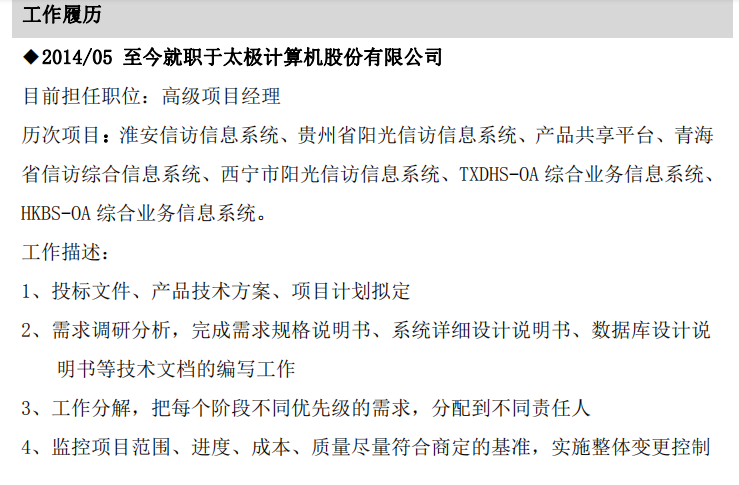 工作履历
◆2014/05 至今就职于太极计算机股份有限公司
目前担任职位：高级项目经理
历次项目：淮安信访信息系统、贵州省阳光信访信息系统、产品共享平台、青海
省信访综合信息系统、西宁市阳光信访信息系统、TXDHS-OA 综合业务信息系统、
HKBS-OA 综合业务信息系统。
工作描述：
1、投标文件、产品技术方案、项目计划拟定
2、需求调研分析，完成需求规格说明书、系统详细设计说明书、数据库设计说
明书等技术文档的编写工作
3、工作分解，把每个阶段不同优先级的需求，分配到不同责任人
4、监控项目范围、进度、成本、质量尽量符合商定的基准，实施整体变更控制